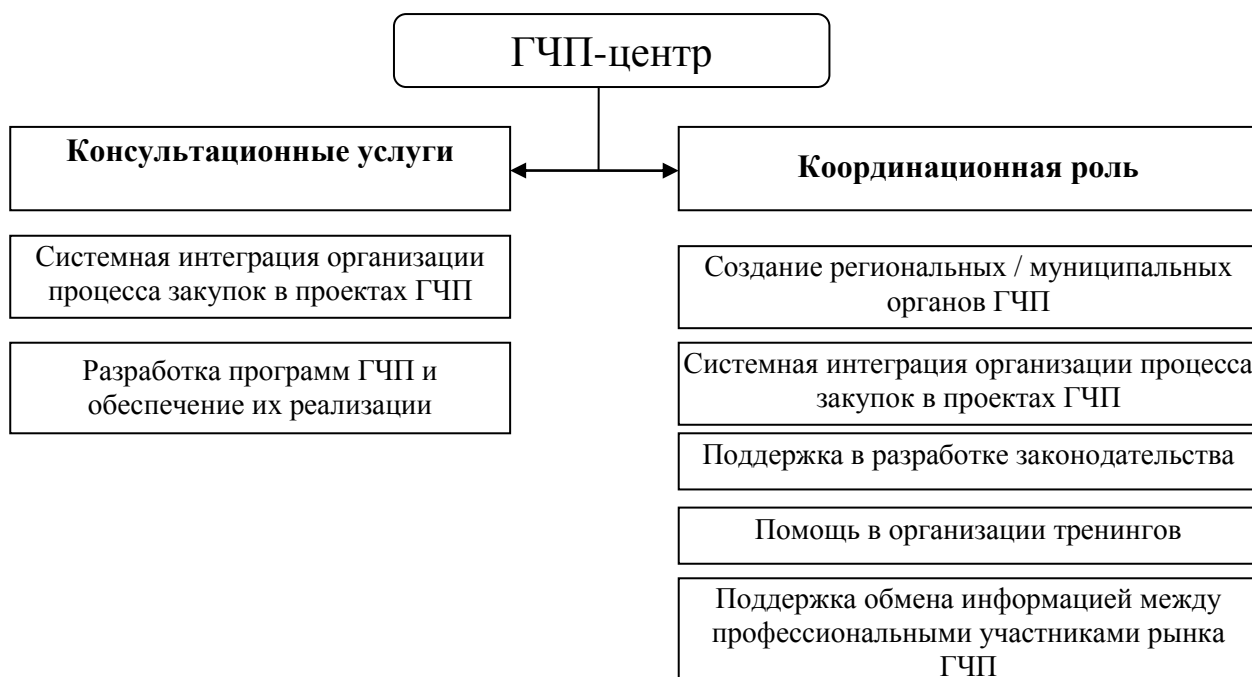 ГЧП-центр
Консультационные услуги
Системная интеграция организации
процесса закупок в проектах ГЧП
Разработка программ ГЧП и
обеспечение их реализации
Координационная роль
Создание региональных / муниципальных
органов ГЧП
Системная интеграция организации процесса
закупок в проектах ГЧП
Поддержка в разработке законодательства
Помощь в организации тренингов
Поддержка обмена информацией между
профессиональными участниками рынка
ГЧП